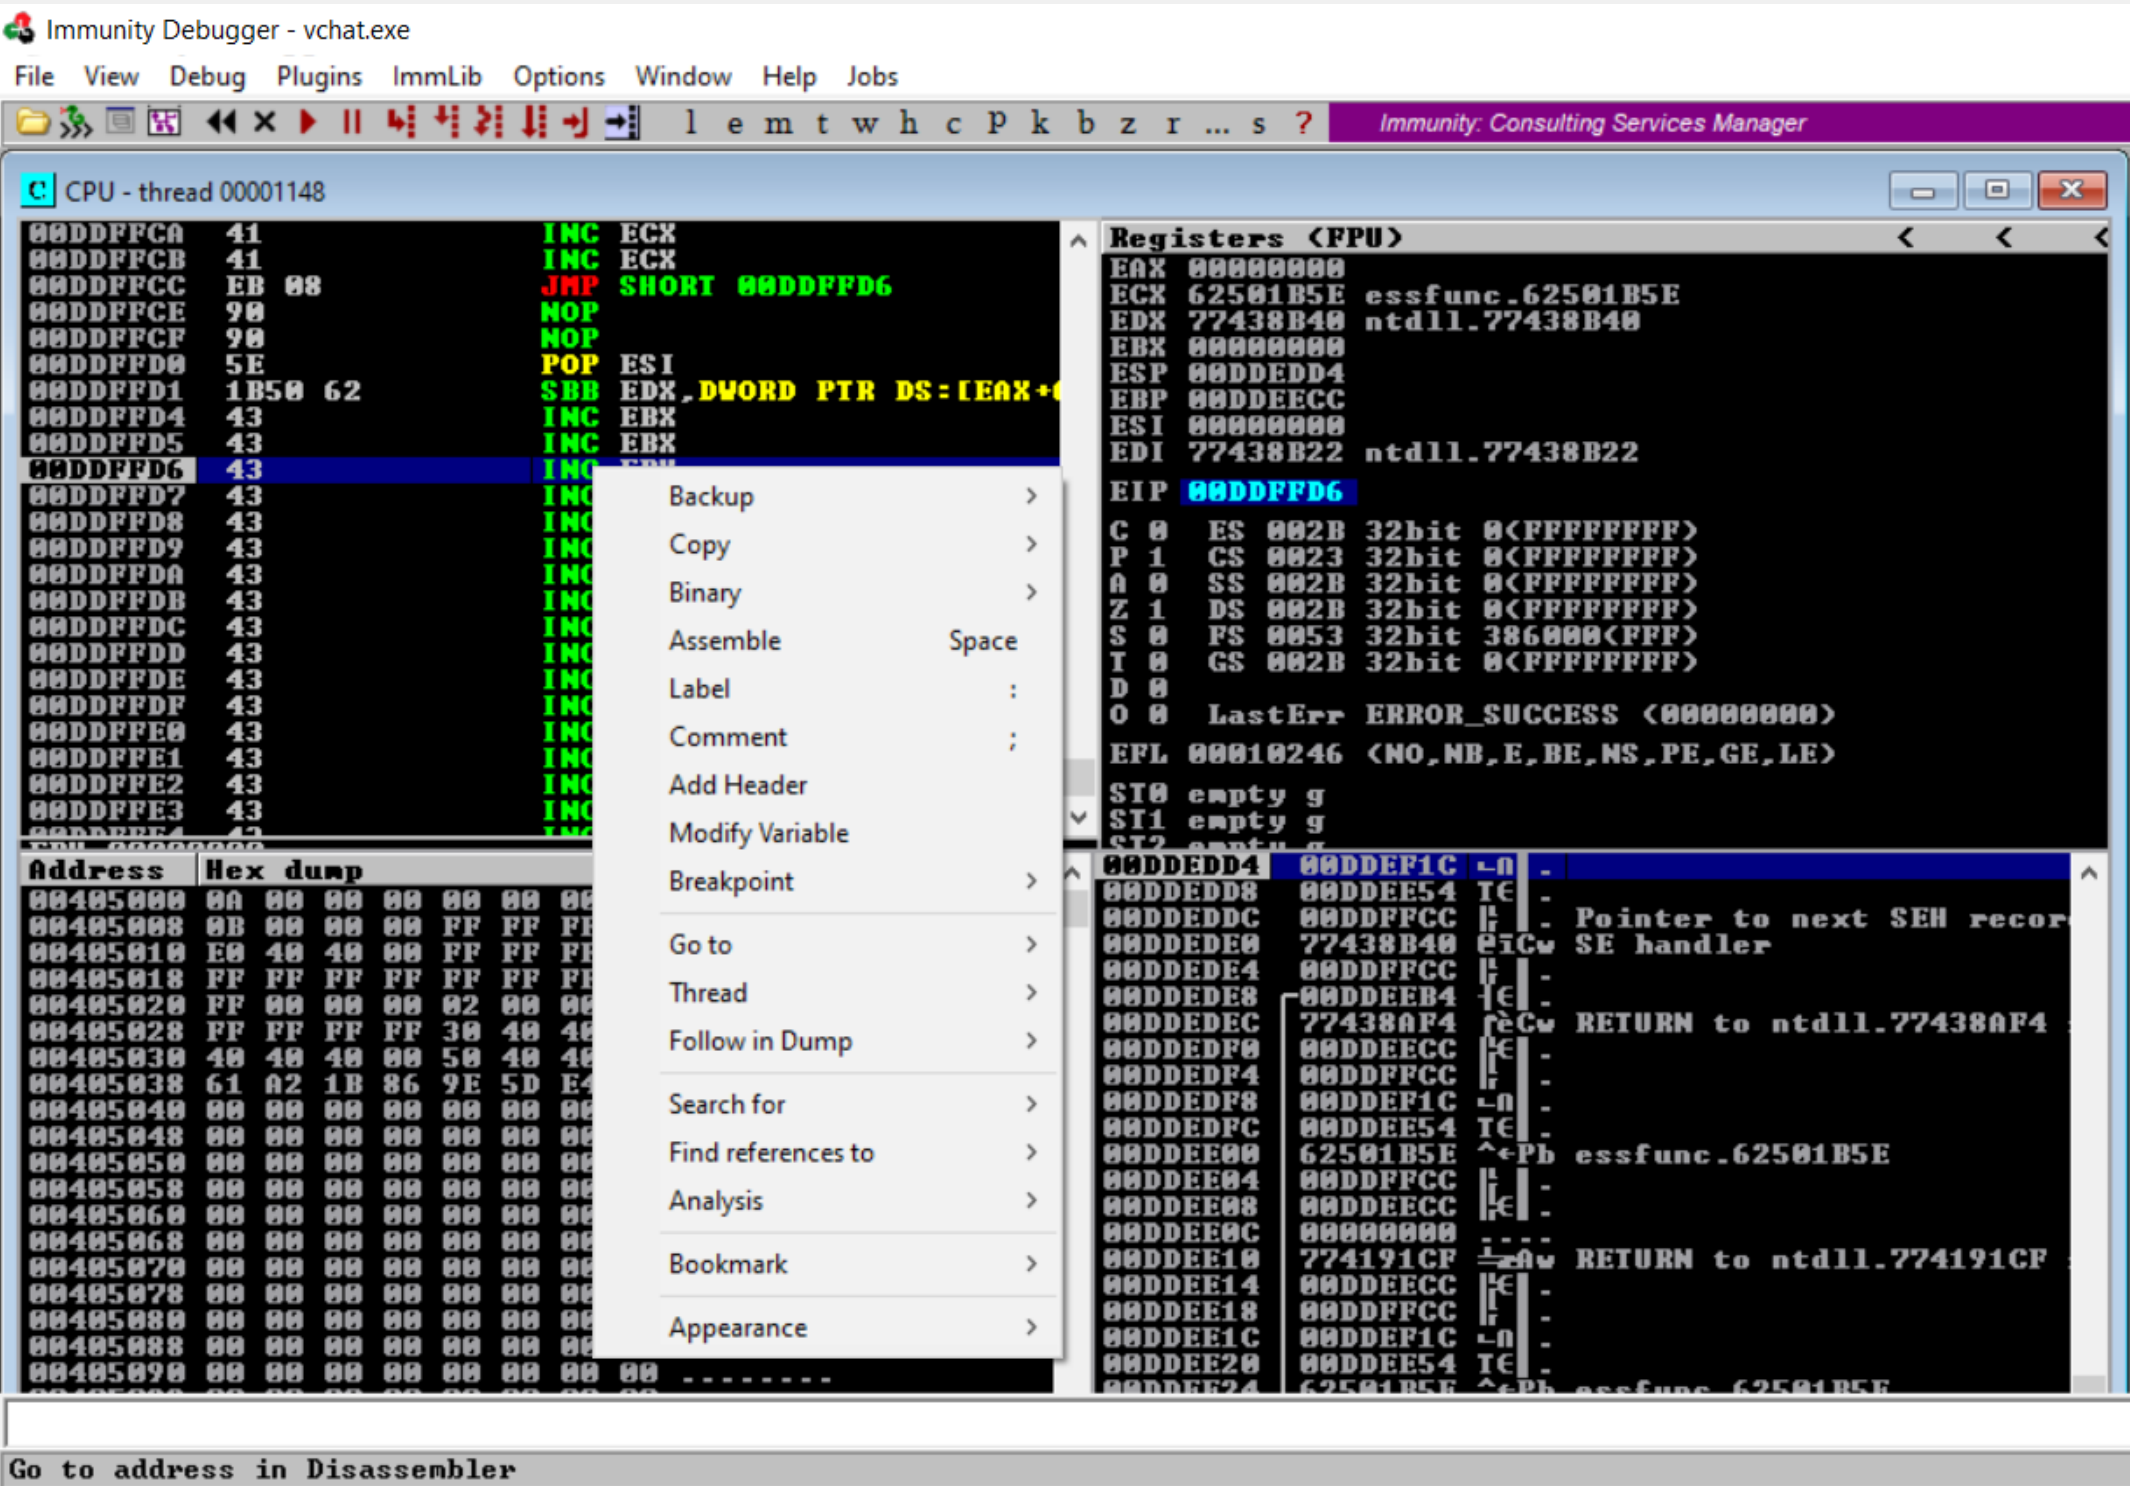 Immunity Debugger - vchat.exe
File View Debug Plugins ImmLib Options Window Help Jobs
l e m t w h c P k b z r ... s ? Immunity: Consulting Services Manager
C CPU - thread 00001148
00DDFFCA 41 INC ECX
00DDFFCB 41 INC ECX
00DDFFCC EB 08 JMP SHORT 00DDFFD6
00DDFFCE 90 NOP
00DDFFCF 90 NOP
00DDFFD0 5E POP ESI
00DDFFD1 1B50 62 SBB EDX,DWORD PTR DS:[EAX+
00DDFFD4 43 INC EBX
00DDFFD5 43 INC EBX
00DDFFD6 43 INC
00DDFFD7 43 INC
00DDFFD8 43 INC
00DDFFD9 43 INC
00DDFFDA 43 INC
00DDFFDB 43 INC
00DDFFDC 43 INC
00DDFFDD 43 INC
00DDFFDE 43 INC
00DDFFDF 43 INC
00DDFFE0 43 INC
00DDFFE1 43 INC
00DDFFE2 43 INC
00DDFFE3 43 INC
Registers (FPU) < < <
EAX 00000000
ECX 62501B5E essfunc.62501B5E
EDX 77438B40 ntdll.77438B40
EBX 00000000
ESP 00DDEDD4
EBP 00DDEECC
ESI 00000000
EDI 77438B22 ntdll.77438B22
EIP 00DDFFD6
C 0 ES 002B 32bit 0(FFFFFFFF)
P 1 CS 0023 32bit 0(FFFFFFFF)
A 0 SS 002B 32bit 0(FFFFFFFF)
Z 1 DS 002B 32bit 0(FFFFFFFF)
S 0 FS 0053 32bit 386000(FFF)
T 0 GS 002B 32bit 0(FFFFFFFF)
D 0
O 0 LastErr ERROR_SUCCESS (00000000)
EFL 00010246 (NO,NB,E,BE,NS,PE,GE,LE)
ST0 empty g
ST1 empty g
ST2 empty g
Backup
Copy
Binary
Assemble Space
Label :
Comment ;
Add Header
Modify Variable
Breakpoint
Go to
Thread
Follow in Dump
Search for
Find references to
Analysis
Bookmark
Appearance
Address Hex dump
00405000 0A 00 00 00 00 00 00
00405008 0B 00 00 00 FF FF FF
00405010 E0 40 40 00 FF FF FF
00405018 FF FF FF FF FF FF FF
00405020 FF 00 00 00 02 00 00
00405028 FF FF FF FF 30 40 40
00405030 40 40 40 00 50 40 40
00405038 61 A2 1B 86 9E 5D E4
00405040 00 00 00 00 00 00 00
00405048 00 00 00 00 00 00 00
00405050 00 00 00 00 00 00 00
00405058 00 00 00 00 00 00 00
00405060 00 00 00 00 00 00 00
00405068 00 00 00 00 00 00 00
00405070 00 00 00 00 00 00 00
00405078 00 00 00 00 00 00 00
00405080 00 00 00 00 00 00 00
00405088 00 00 00 00 00 00 00
00405090 00 00 00 00 00 00 00 00 ........
00DDEDD4 00DDEF1C
00DDEDD8 00DDEE54
00DDEDDC 00DDFFCC Pointer to next SEH recor
00DDEDE0 77438B40 SE handler
00DDEDE4 00DDFFCC
00DDEDE8 00DDEEB4
00DDEDEC 77438AF4 RETURN to ntdll.77438AF4
00DDEDF0 00DDEECC
00DDEDF4 00DDFFCC
00DDEDF8 00DDEF1C
00DDEDFC 00DDEE54
00DDEE00 62501B5E ^←Pb essfunc.62501B5E
00DDEE04 00DDFFCC
00DDEE08 00DDEECC
00DDEE0C 00000000 ....
00DDEE10 774191CF RETURN to ntdll.774191CF
00DDEE14 00DDEECC
00DDEE18 00DDFFCC
00DDEE1C 00DDEF1C
00DDEE20 00DDEE54
00DDEE24 62501B5E ^←Pb essfunc.62501B5E
Go to address in Disassembler